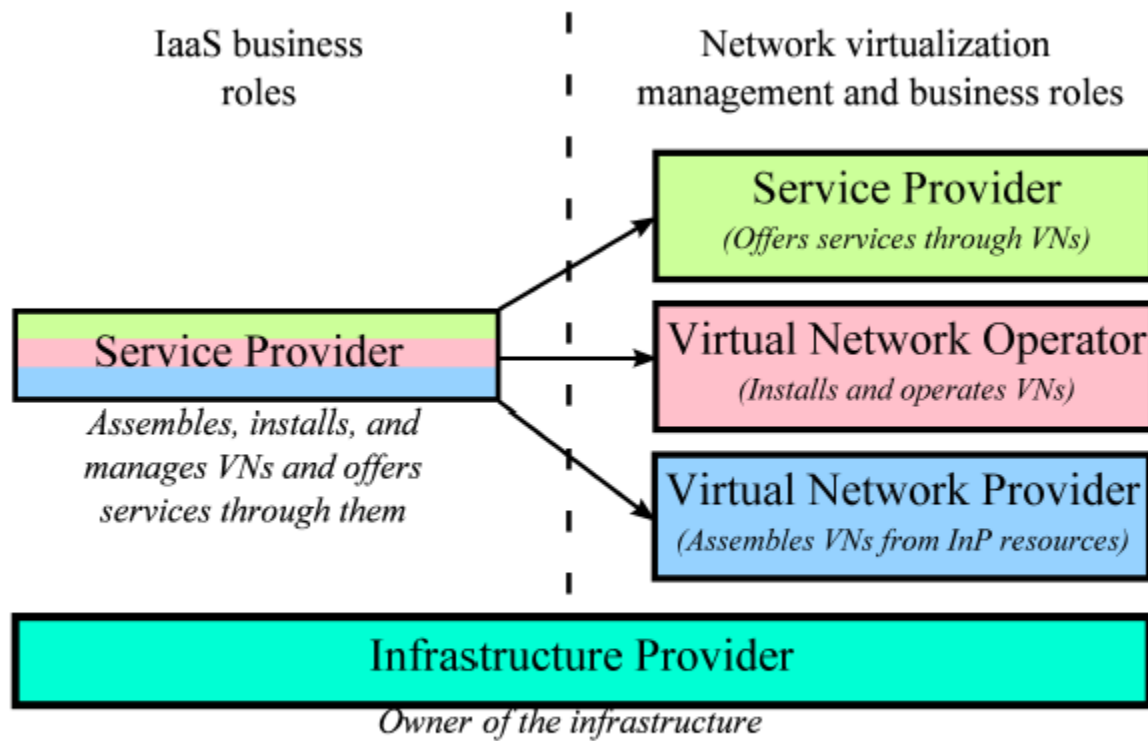 IaaS business
roles
Network virtualization
management and business roles
Service Provider
(Offers services through VNs)
Service Provider
Assembles, installs, and
manages VNs and offers
services through them
Virtual Network Operator
(Installs and operates VNs)
Virtual Network Provider
(Assembles VNs from InP resources)
Infrastructure Provider
Owner of the infrastructure